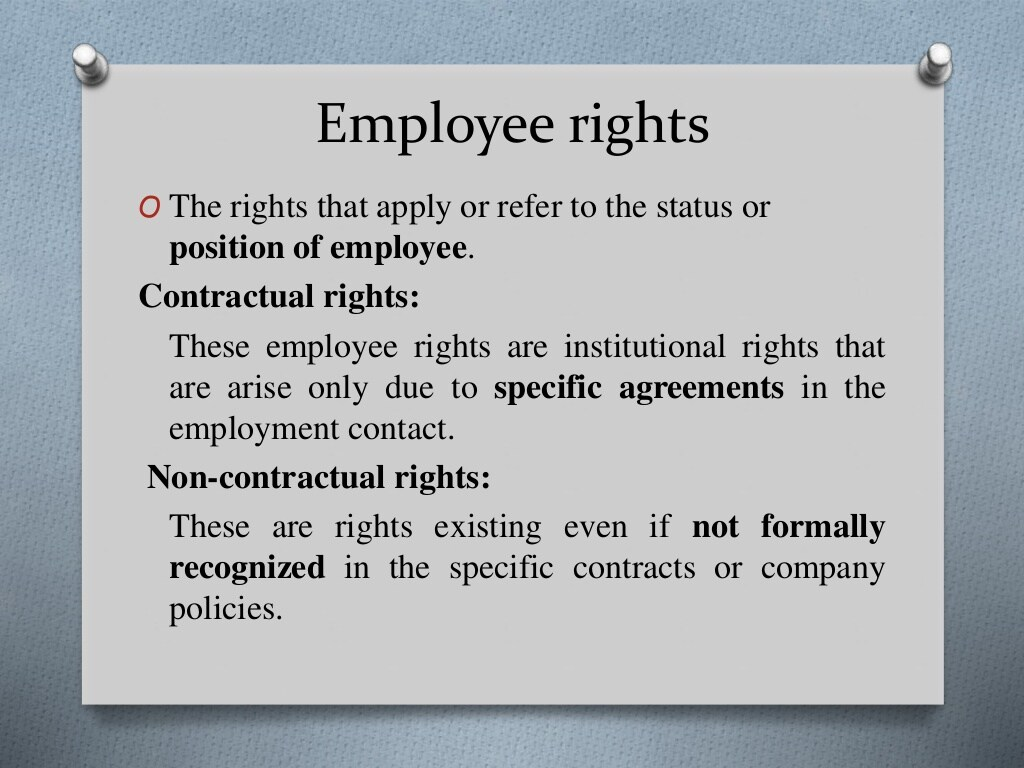 Employee rights
O The rights that apply or refer to the status or
position of employee.
Contractual rights:
These employee rights are institutional rights that
are arise only due to specific agreements in the
employment contact.
Non-contractual rights:
These are rights existing even if not formally
recognized in the specific contracts or company
policies.